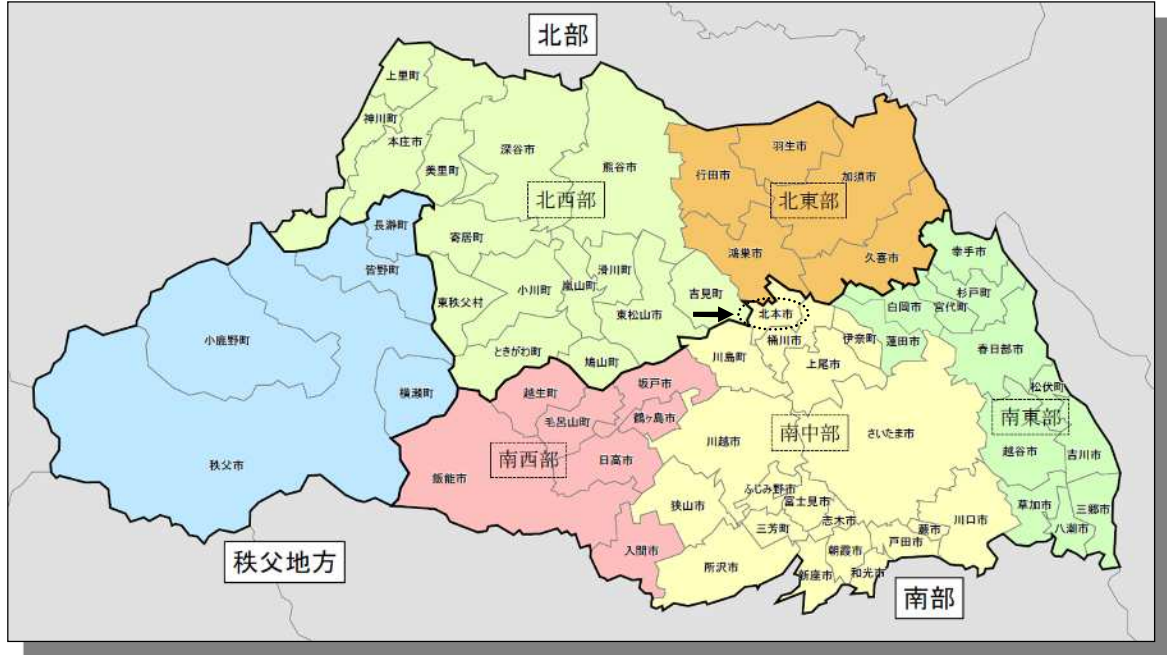 北部
上里町
神川町
本庄市
美里町
深谷市
熊谷市
北西部
寄居町
東秩父村
小川町
嵐山町
滑川町
東松山市
吉見町
ときがわ町
鳩山町
羽生市
行田市
加須市
北東部
鴻巣市
久喜市
長瀞町
皆野町
小鹿野町
横瀬町
秩父市
秩父地方
北本市
桶川市
伊奈町
川島町
上尾市
川越市
南中部
さいたま市
ふじみ野市
富士見市
狭山市
三芳町
志木市
所沢市
朝霞市
新座市
和光市
戸田市
蕨市
川口市
越生町
毛呂山町
坂戸市
鶴ヶ島市
南西部
日高市
飯能市
入間市
幸手市
杉戸町
宮代町
白岡市
蓮田市
春日部市
松伏町
南東部
越谷市
吉川市
草加市
八潮市
三郷市
南部